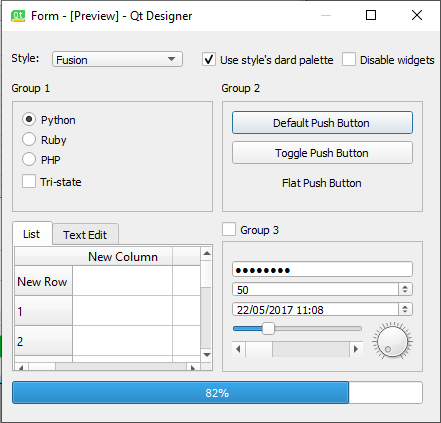 Form - [Preview] - Qt Designer
Style: Fusion Use style's dard palette Disable widgets
Group 1 Group 2
Python Default Push Button
Ruby Toggle Push Button
PHP
Tri-state Flat Push Button
List Text Edit Group 3
New Column
New Row 50
1 22/05/2017 11:08
2
82%